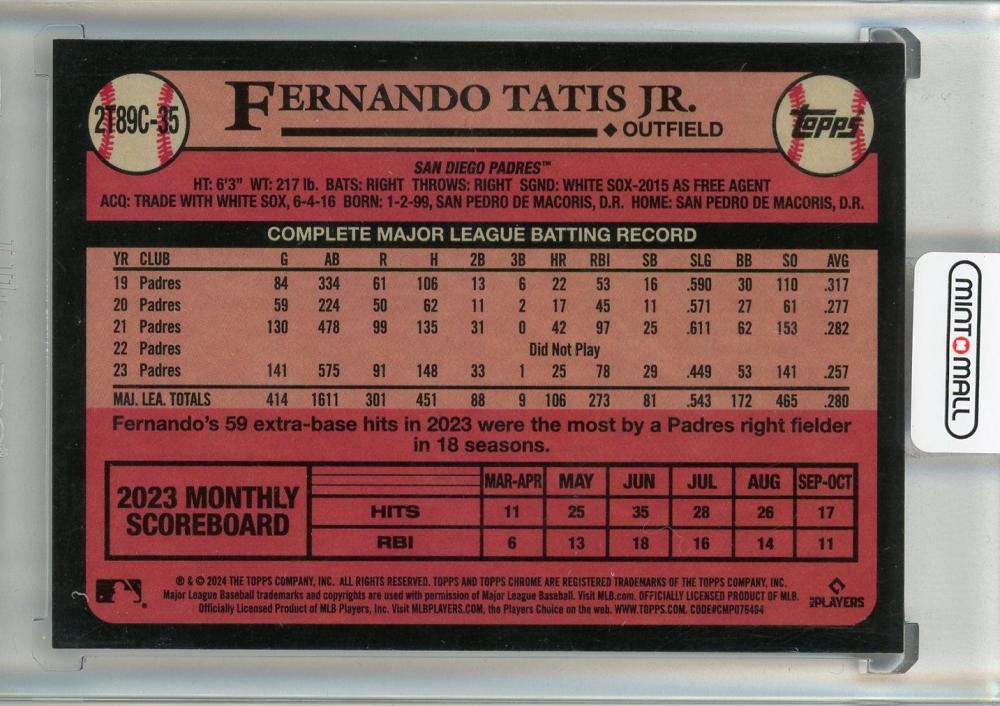 2T89C-35
FERNANDO TATIS JR.
OUTFIELD
TOPPS
SAN DIEGO PADRES™
HT: 6'3" WT: 217 lb. BATS: RIGHT THROWS: RIGHT SGND: WHITE SOX-2015 AS FREE AGENT
ACQ: TRADE WITH WHITE SOX, 6-4-16 BORN: 1-2-99, SAN PEDRO DE MACORIS, D.R. HOME: SAN PEDRO DE MACORIS, D.R.
COMPLETE MAJOR LEAGUE BATTING RECORD
YR CLUB G AB R H 2B 3B HR RBI SB SLG BB SO AVG
19 Padres 84 334 61 106 13 6 22 53 16 .590 30 110 .317
20 Padres 59 224 50 62 11 2 17 45 11 .571 27 61 .277
21 Padres 130 478 99 135 31 0 42 97 25 .611 62 153 .282
22 Padres Did Not Play
23 Padres 141 575 91 148 33 1 25 78 29 .449 53 141 .257
MAJ. LEA. TOTALS 414 1611 301 451 88 9 106 273 81 .543 172 465 .280
Fernando's 59 extra-base hits in 2023 were the most by a Padres right fielder
in 18 seasons.
2023 MONTHLY
SCOREBOARD
MAR-APR MAY JUN JUL AUG SEP-OCT
HITS 11 25 35 28 26 17
RBI 6 13 18 16 14 11
® & © 2024 THE TOPPS COMPANY, INC. ALL RIGHTS RESERVED. TOPPS AND TOPPS CHROME ARE REGISTERED TRADEMARKS OF THE TOPPS COMPANY, INC.
Major League Baseball trademarks and copyrights are used with permission of Major League Baseball. Visit MLB.com. OFFICIALLY LICENSED PRODUCT OF MLB.
Officially Licensed Product of MLB Players, Inc. Visit MLBPLAYERS.COM, the Players Choice on the web. WWW.TOPPS.COM. CODE#CMP076464
MLB PLAYERS
MINT MALL